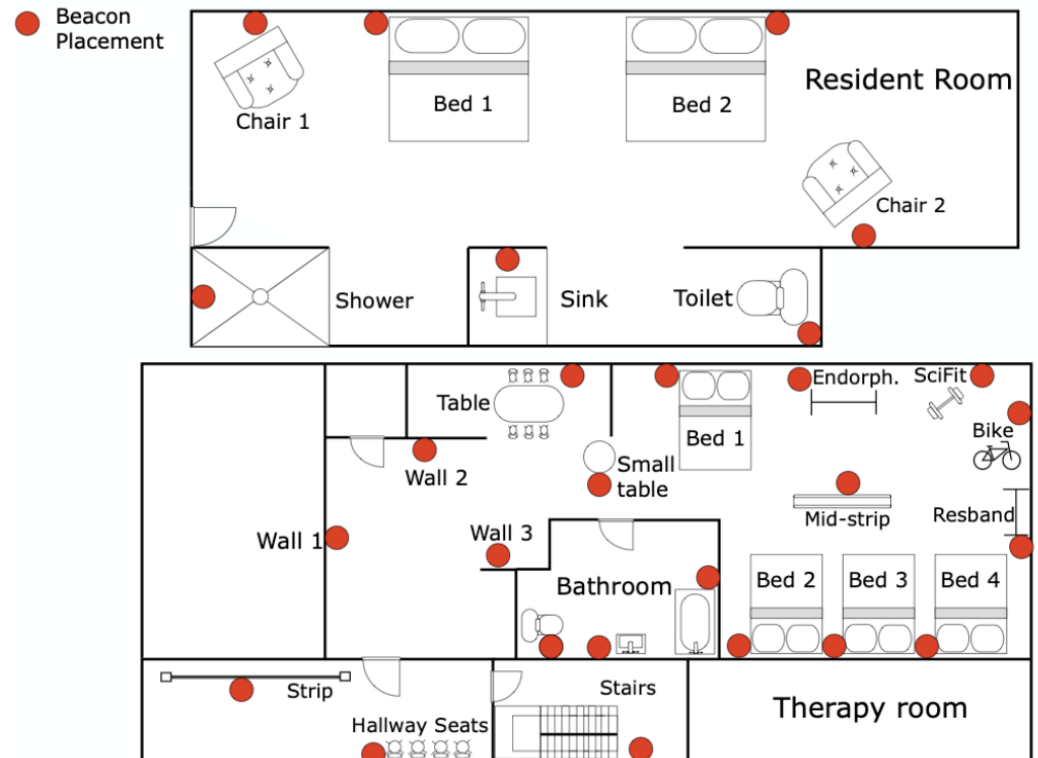 Beacon
Placement
Resident Room
Chair 1
Bed 1
Bed 2
Chair 2
Shower
Sink
Toilet
Table
Endorph.
SciFit
Bed 1
Bike
Wall 2
Small
table
Mid-strip
Resband
Wall 1
Wall 3
Bathroom
Bed 2
Bed 3
Bed 4
Strip
Hallway Seats
Stairs
Therapy room